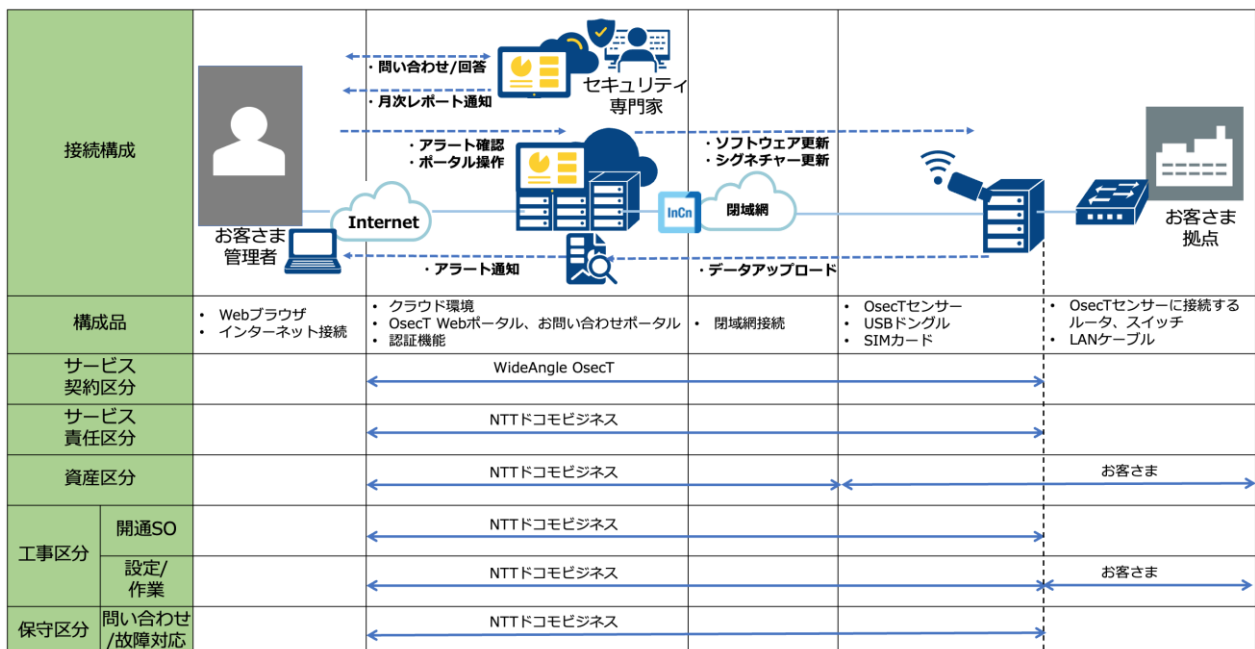 接続構成
お客さま
管理者
・問い合わせ/回答
・月次レポート通知
セキュリティ
専門家
・アラート確認
・ポータル操作
・ソフトウェア更新
・シグネチャー更新
Internet
InCn
閉域網
・アラート通知
・データアップロード
お客さま
拠点
構成品
• Webブラウザ
• インターネット接続
• クラウド環境
• OsecT Webポータル、お問い合わせポータル
• 認証機能
• 閉域網接続
• OsecTセンサー
• USBドングル
• SIMカード
• OsecTセンサーに接続する
ルータ、スイッチ
• LANケーブル
サービス
契約区分
WideAngle OsecT
サービス
責任区分
NTTドコモビジネス
資産区分
NTTドコモビジネス
お客さま
工事区分
開通SO
NTTドコモビジネス
設定/
作業
NTTドコモビジネス
お客さま
保守区分
問い合わせ
/故障対応
NTTドコモビジネス